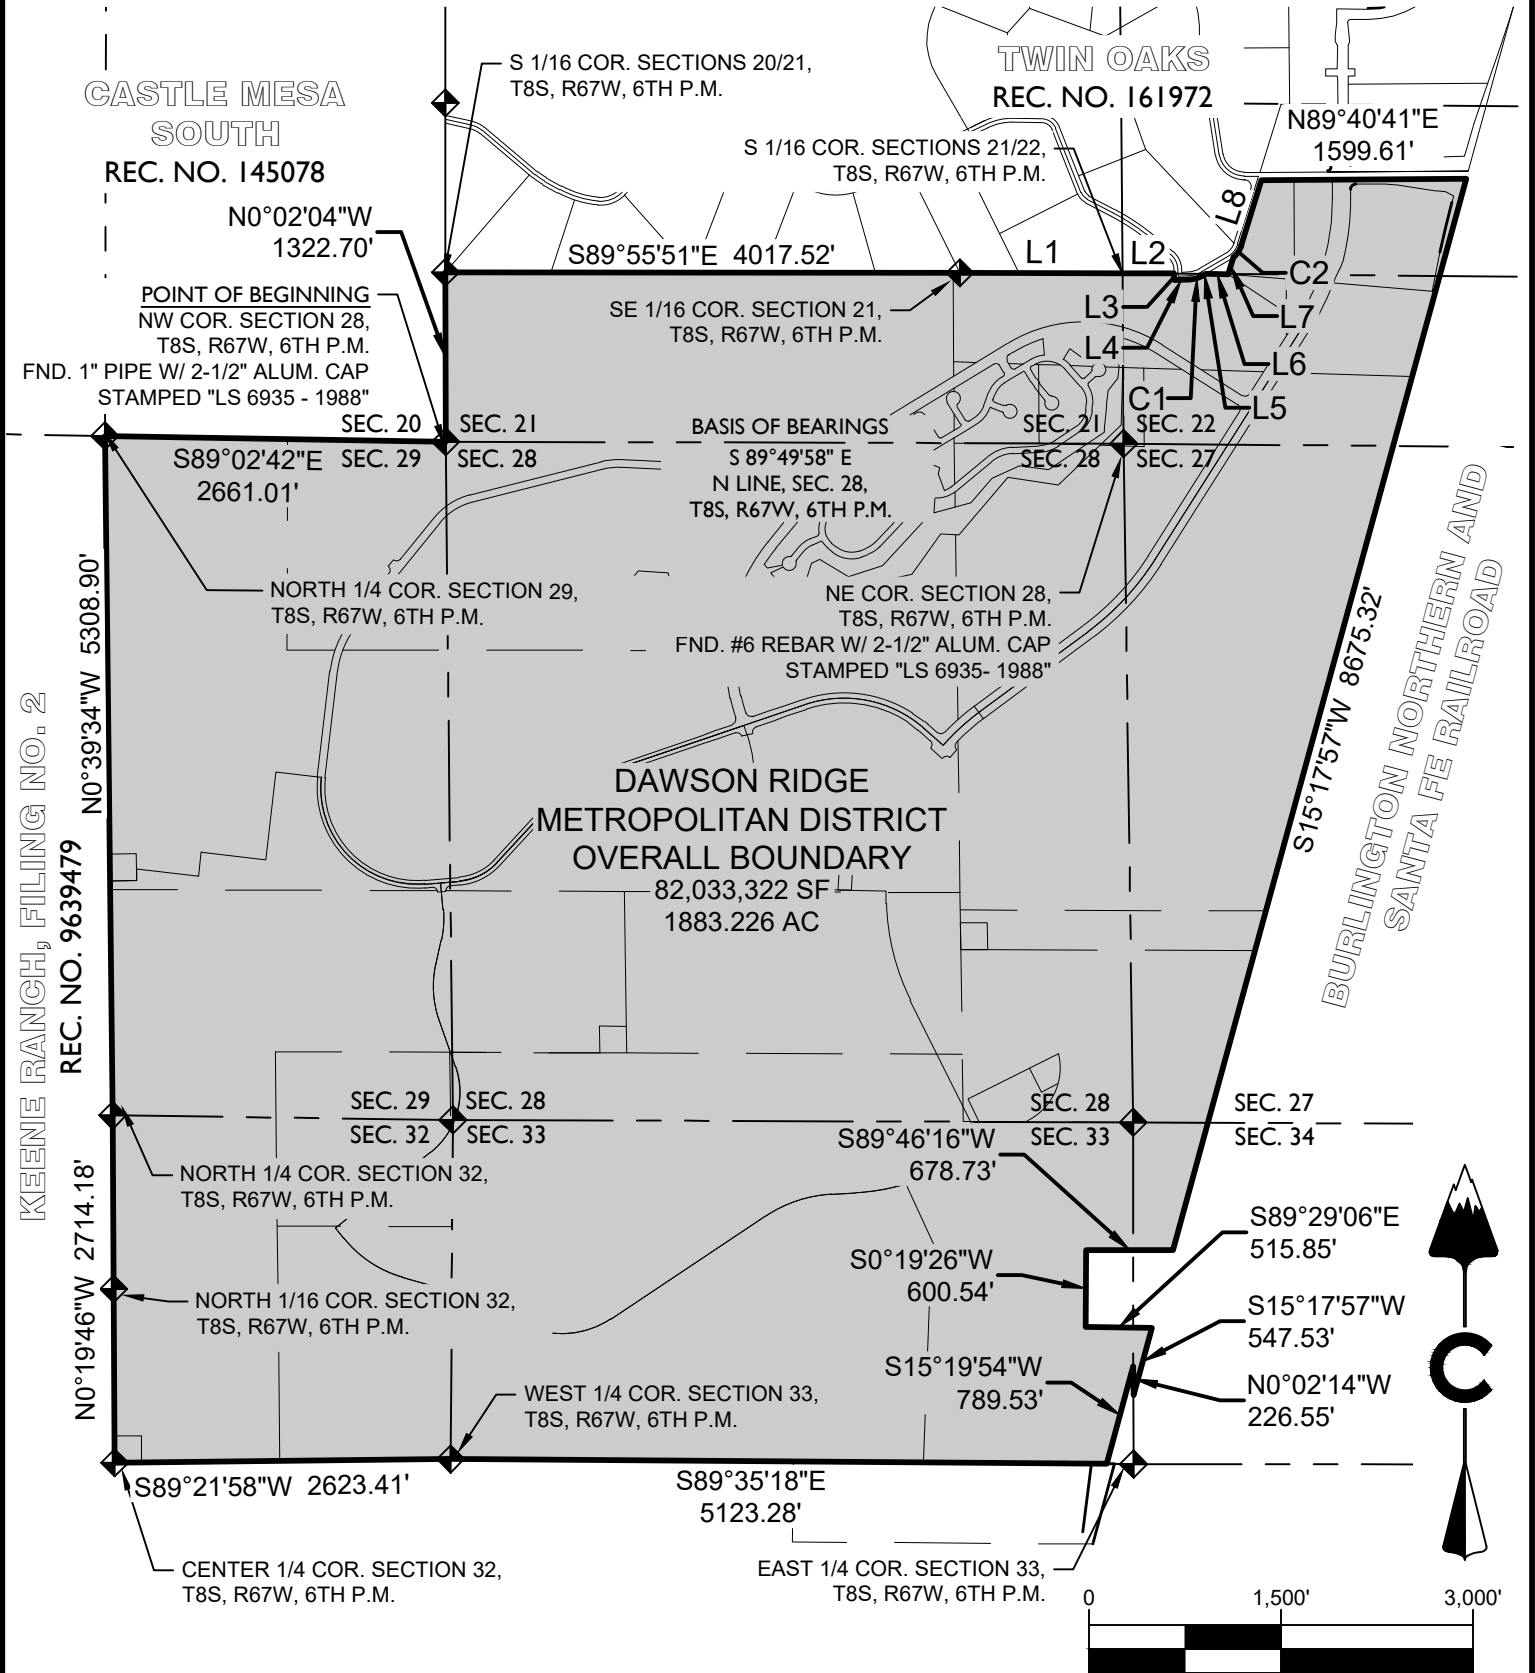 CASTLE MESA
SOUTH
REC. NO. 145078
S 1/16 COR. SECTIONS 20/21,
T8S, R67W, 6TH P.M.
TWIN OAKS
REC. NO. 161972
N89°40'41"E
1599.61'
S 1/16 COR. SECTIONS 21/22,
T8S, R67W, 6TH P.M.
N0°02'04"W
1322.70'
S89°55'51"E 4017.52'
L1
L2
L8
C2
L3
L7
L4
L6
C1
L5
POINT OF BEGINNING
NW COR. SECTION 28,
T8S, R67W, 6TH P.M.
FND. 1" PIPE W/ 2-1/2" ALUM. CAP
STAMPED "LS 6935 - 1988"
SE 1/16 COR. SECTION 21,
T8S, R67W, 6TH P.M.
SEC. 20
SEC. 21
SEC. 29
SEC. 28
BASIS OF BEARINGS
S 89°49'58" E
N LINE, SEC. 28,
T8S, R67W, 6TH P.M.
SEC. 21
SEC. 22
SEC. 28
SEC. 27
S89°02'42"E
2661.01'
NORTH 1/4 COR. SECTION 29,
T8S, R67W, 6TH P.M.
NE COR. SECTION 28,
T8S, R67W, 6TH P.M.
FND. #6 REBAR W/ 2-1/2" ALUM. CAP
STAMPED "LS 6935- 1988"
N0°39'34"W 5308.90'
KEENE RANCH, FILING NO. 2
REC. NO. 9639479
S15°17'57"W 8675.32'
BURLINGTON NORTHERN AND
SANTA FE RAILROAD
DAWSON RIDGE
METROPOLITAN DISTRICT
OVERALL BOUNDARY
82,033,322 SF
1883.226 AC
SEC. 29
SEC. 28
SEC. 32
SEC. 33
SEC. 28
SEC. 27
SEC. 33
SEC. 34
S89°46'16"W
678.73'
NORTH 1/4 COR. SECTION 32,
T8S, R67W, 6TH P.M.
N0°19'46"W 2714.18'
S89°29'06"E
515.85'
S0°19'26"W
600.54'
NORTH 1/16 COR. SECTION 32,
T8S, R67W, 6TH P.M.
S15°17'57"W
547.53'
S15°19'54"W
789.53'
N0°02'14"W
226.55'
WEST 1/4 COR. SECTION 33,
T8S, R67W, 6TH P.M.
S89°21'58"W 2623.41'
S89°35'18"E
5123.28'
CENTER 1/4 COR. SECTION 32,
T8S, R67W, 6TH P.M.
EAST 1/4 COR. SECTION 33,
T8S, R67W, 6TH P.M.
C
0 1,500' 3,000'